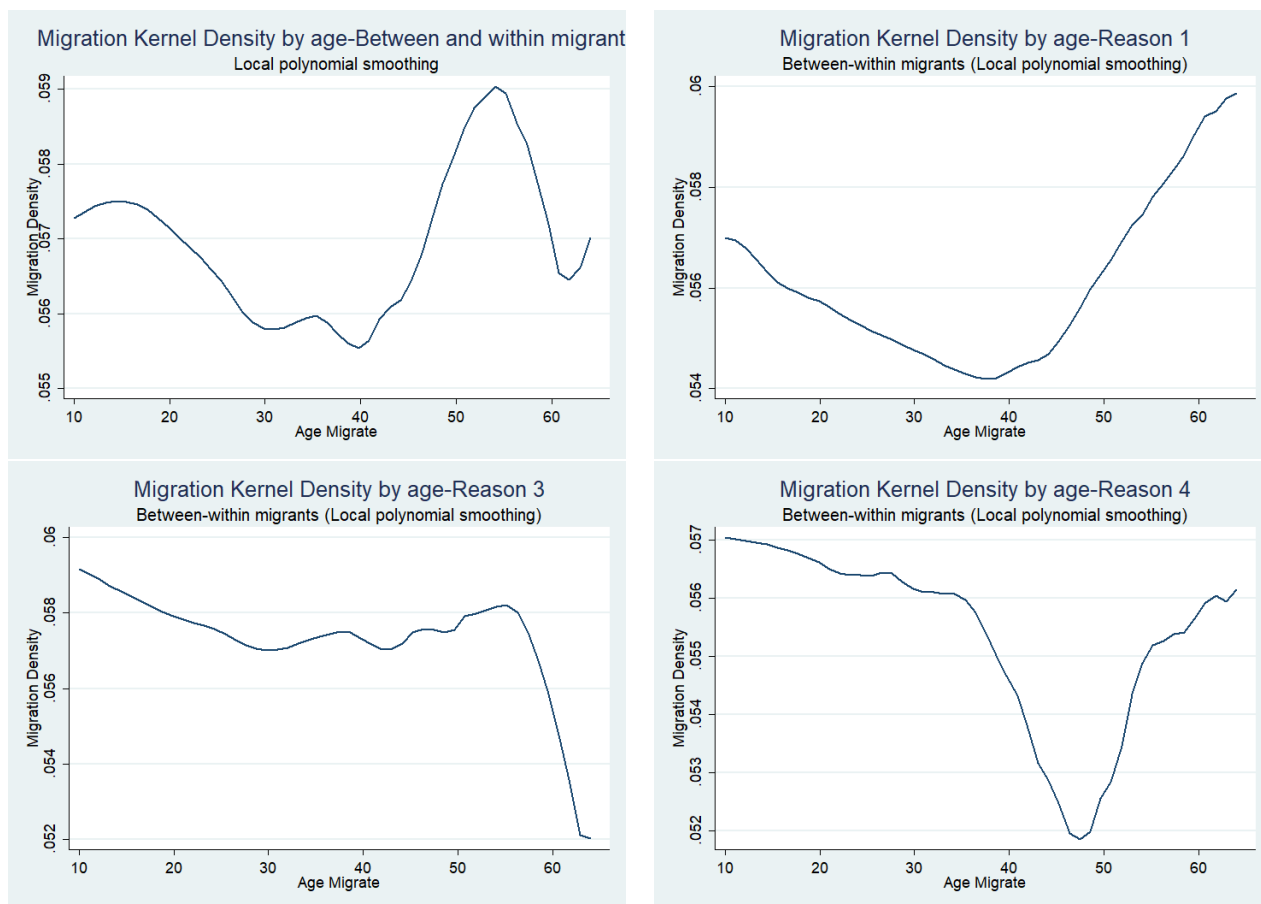 Migration Kernel Density by age-Between and within migrant
Local polynomial smoothing
Migration Density
.059
.058
.057
.056
.055
10 20 30 40 50 60
Age Migrate
Migration Kernel Density by age-Reason 1
Between-within migrants (Local polynomial smoothing)
Migration Density
.06
.058
.056
.054
10 20 30 40 50 60
Age Migrate
Migration Kernel Density by age-Reason 3
Between-within migrants (Local polynomial smoothing)
Migration Density
.06
.058
.056
.054
.052
10 20 30 40 50 60
Age Migrate
Migration Kernel Density by age-Reason 4
Between-within migrants (Local polynomial smoothing)
Migration Density
.057
.056
.055
.054
.053
.052
10 20 30 40 50 60
Age Migrate